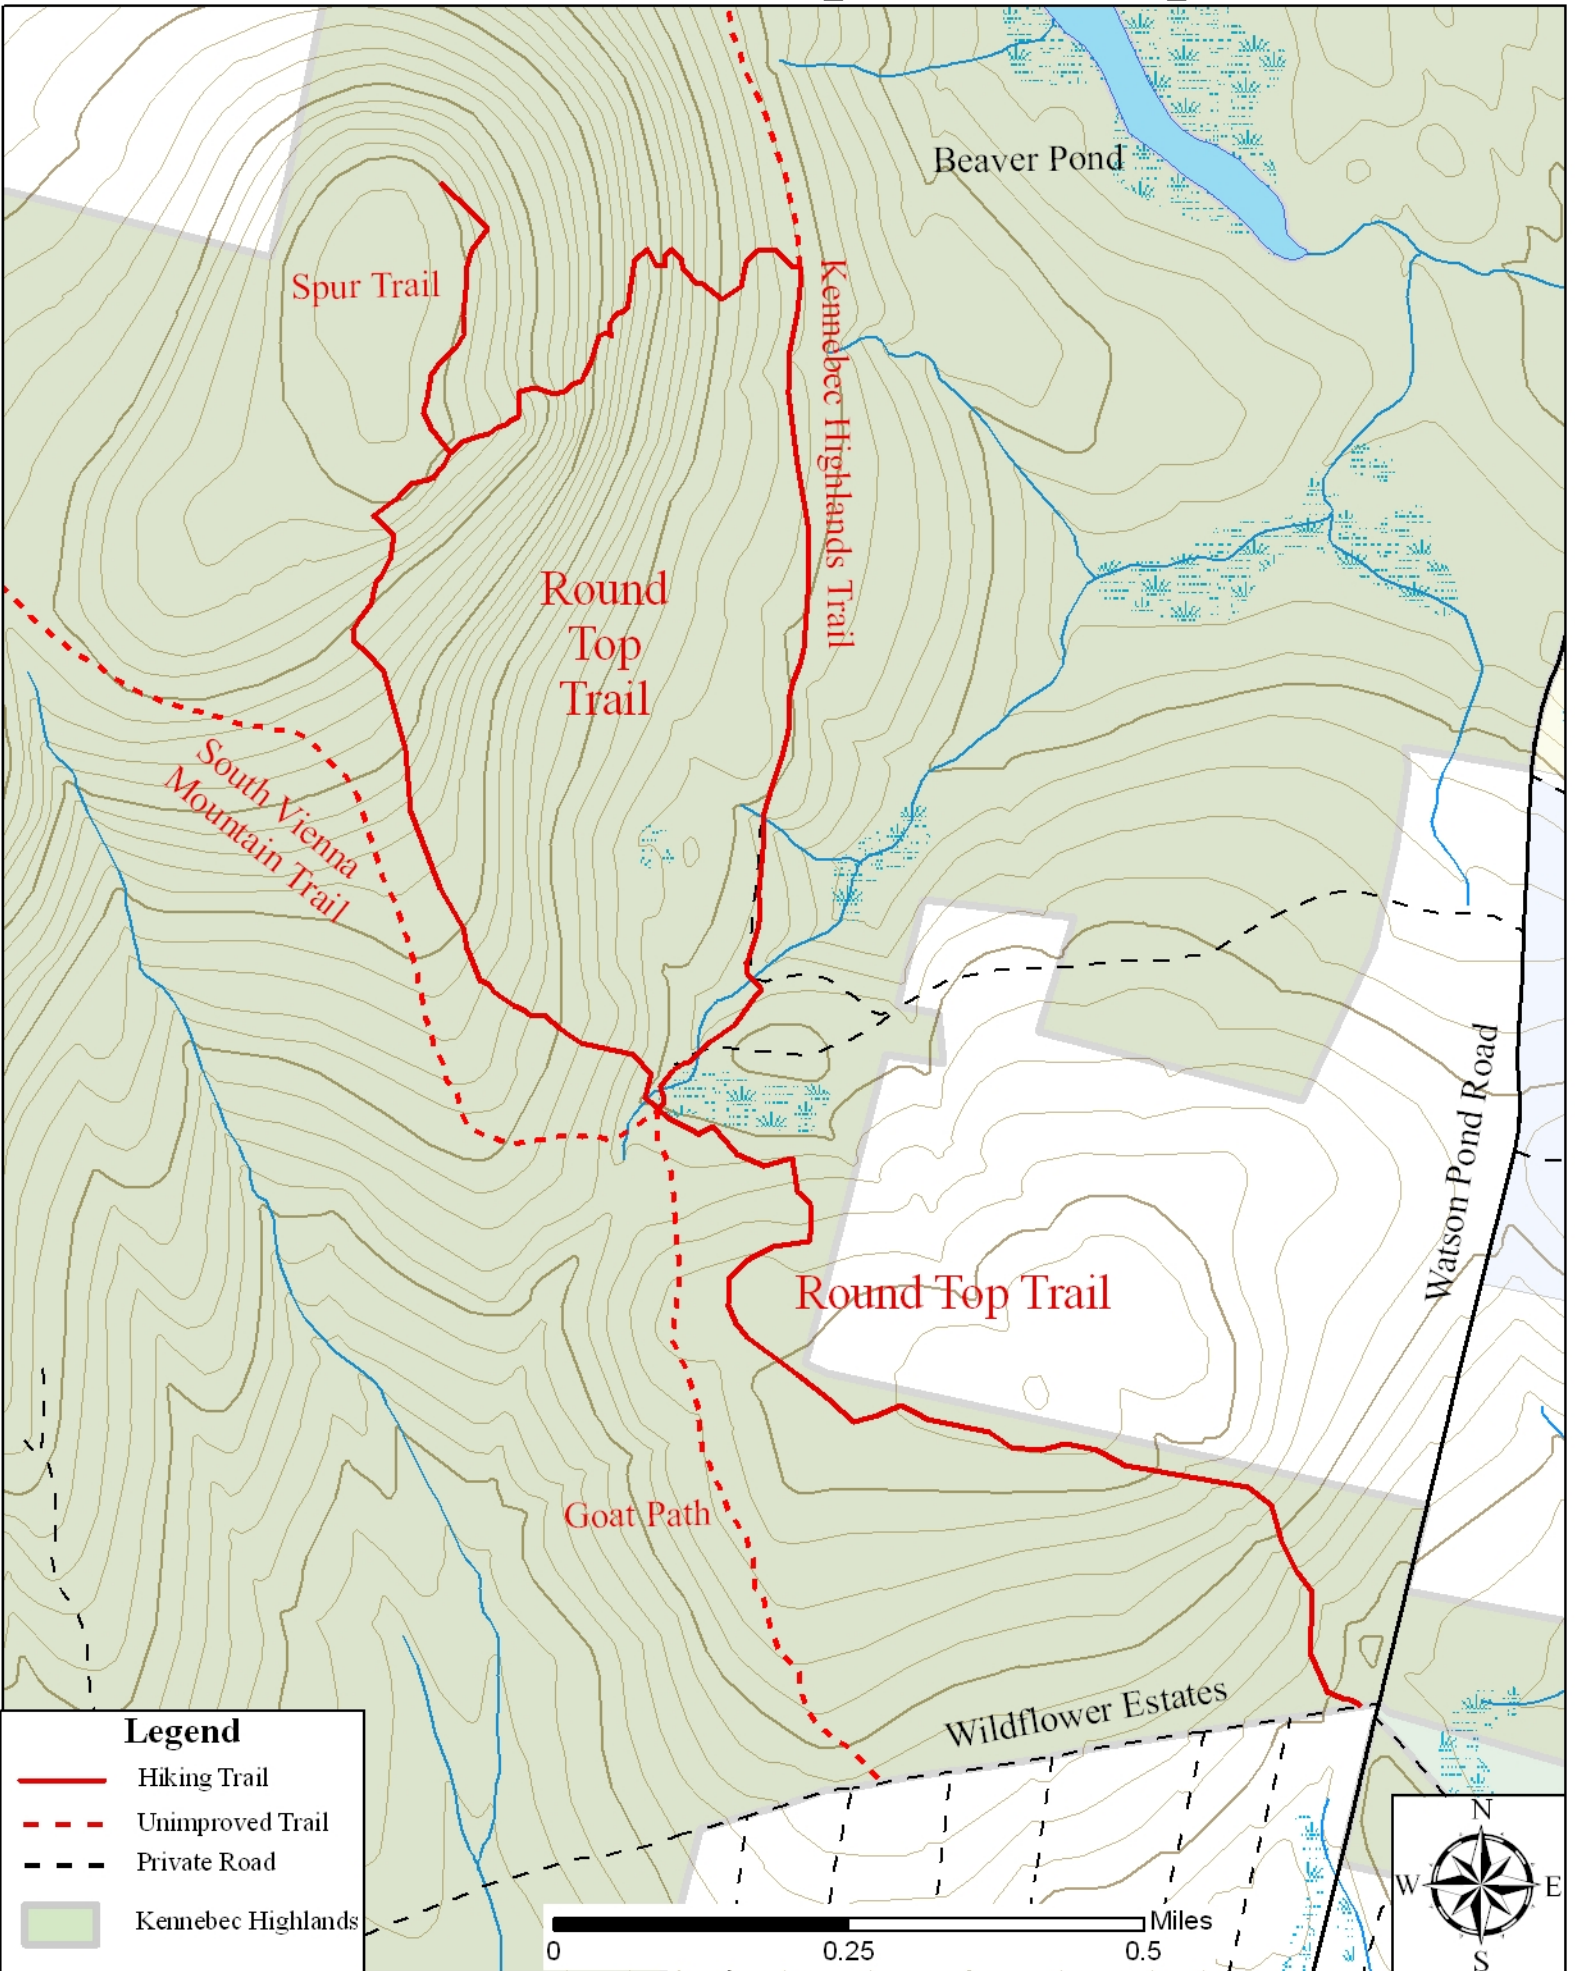 Beaver Pond
Spur Trail
Kennebec Highlands Trail
Round
Top
Trail
South Vienna
Mountain Trail
Watson Pond Road
Round Top Trail
Goat Path
Wildflower Estates
Legend
Hiking Trail
Unimproved Trail
Private Road
Kennebec Highlands
Miles
0
0.25
0.5
N
W
E
S